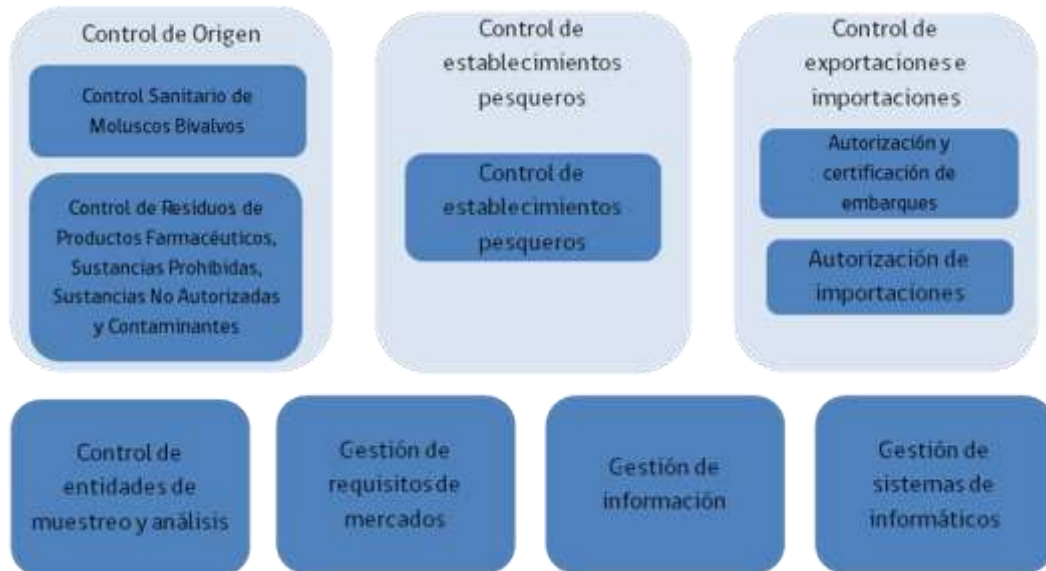 Control de Origen
Control Sanitario de
Moluscos Bivalvos
Control de Residuos de
Productos Farmacéuticos,
Sustancias Prohibidas,
Sustancias No Autorizadas
y Contaminantes
Control de
establecimientos
pesqueros
Control de
establecimientos
pesqueros
Control de
exportaciones e
importaciones
Autorización y
certificación de
embarques
Autorización de
importaciones
Control de
entidades de
muestreo y análisis
Gestión de
requisitos de
mercados
Gestión de
información
Gestión de
sistemas de
informáticos